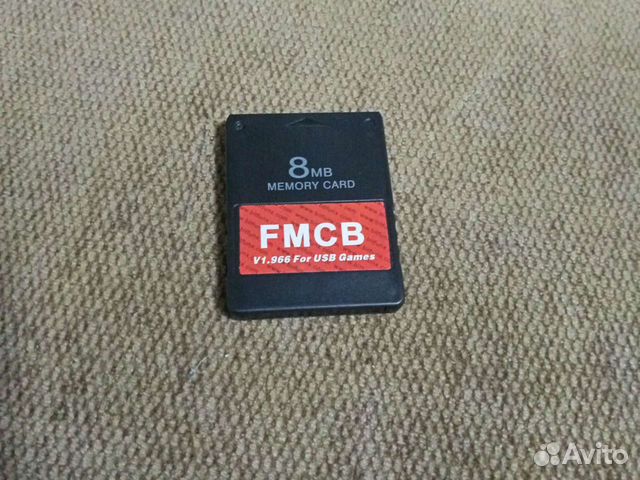 8MB
MEMORY CARD
FMCB
V1.966 For USB Games
Avito